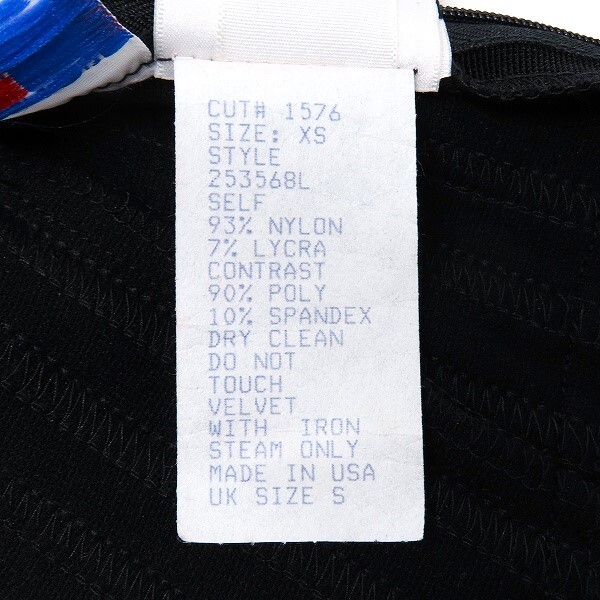 CUT# 1576
SIZE: XS
STYLE
253568L
SELF
93% NYLON
7% LYCRA
CONTRAST
90% POLY
10% SPANDEX
DRY CLEAN
DO NOT
TOUCH
VELVET
WITH IRON
STEAM ONLY
MADE IN USA
UK SIZE S